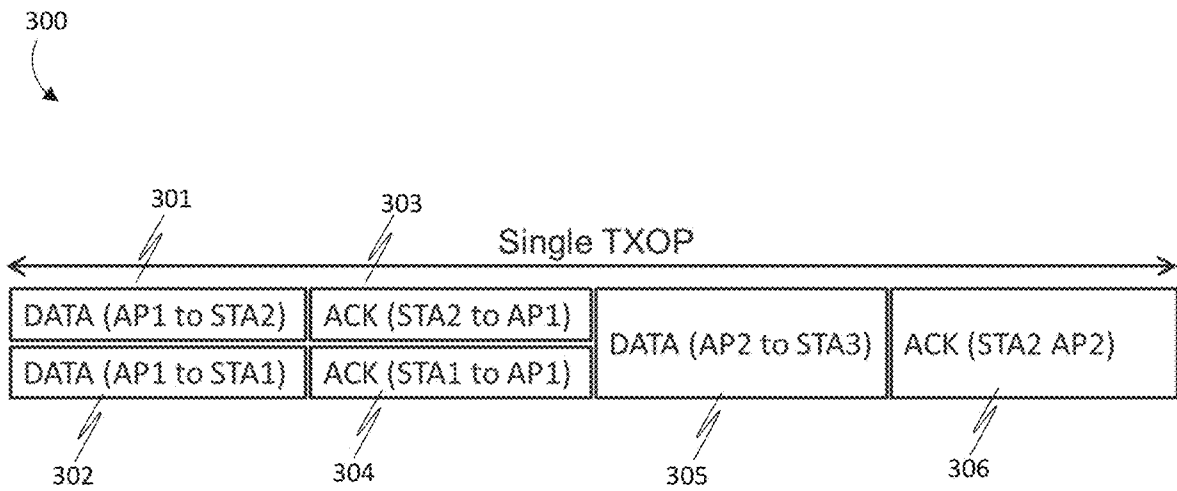 300
301
303
Single TXOP
DATA (AP1 to STA2)
ACK (STA2 to AP1)
DATA (AP2 to STA3)
ACK (STA2 AP2)
DATA (AP1 to STA1)
ACK (STA1 to AP1)
302
304
305
306